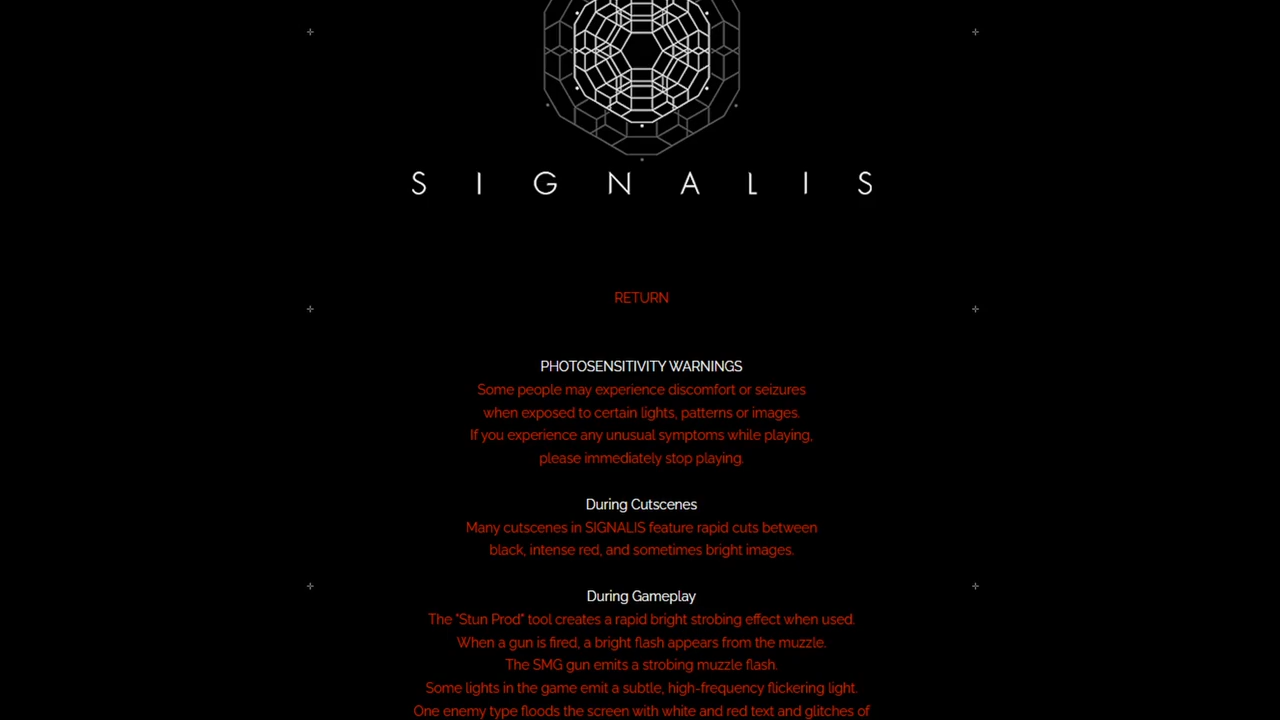 SIGNALIS
RETURN
PHOTOSENSITIVITY WARNINGS
Some people may experience discomfort or seizures
when exposed to certain lights, patterns or images.
If you experience any unusual symptoms while playing,
please immediately stop playing.
During Cutscenes
Many cutscenes in SIGNALIS feature rapid cuts between
black, intense red, and sometimes bright images.
During Gameplay
The "Stun Prod" tool creates a rapid bright strobing effect when used.
When a gun is fired, a bright flash appears from the muzzle.
The SMG gun emits a strobing muzzle flash.
Some lights in the game emit a subtle, high-frequency flickering light.
One enemy type floods the screen with white and red text and glitches of